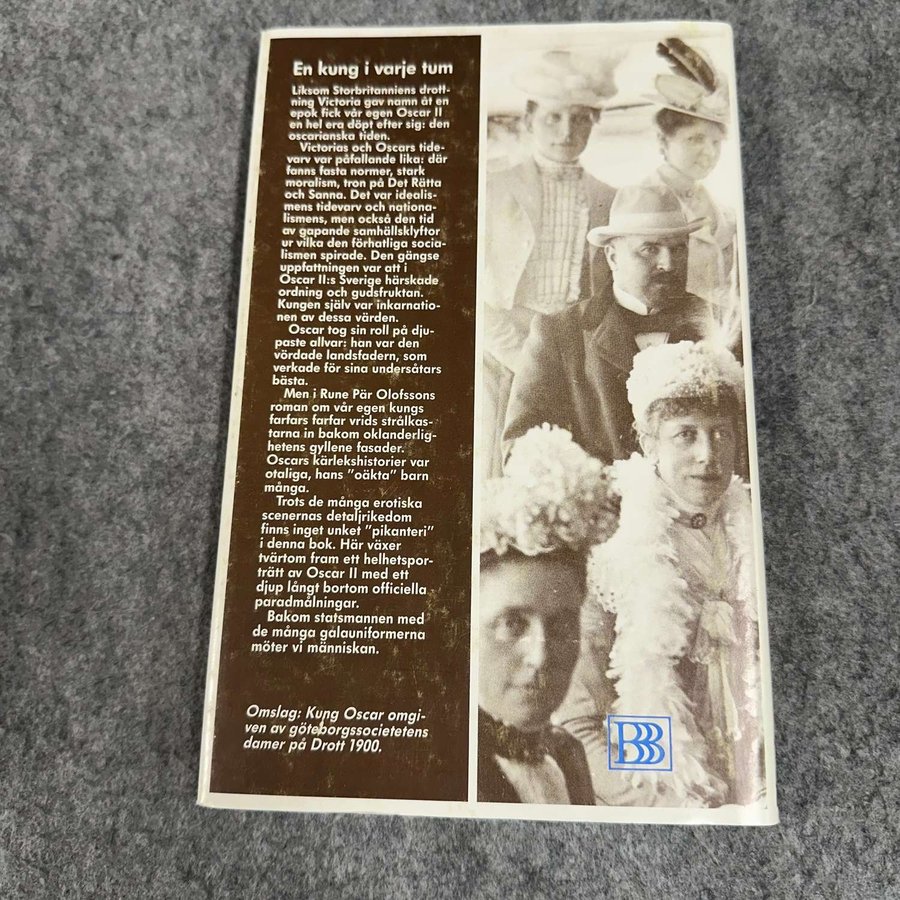 En kung i varje tum
Liksom Storbritanniens drott-
ning Victoria gav namn åt en
epok fick vår egen Oscar II
en hel era döpt efter sig: den
oscarianska tiden.
Victorias och Oscars tide-
varv var påfallande lika: där
fanns fasta normer, stark
moralism, tron på Det Rätta
och Sanna. Det var idealis-
mens tidevarv och nationa-
lismens, men också den tid
av gapande samhällsklyftor
ur vilka den förhatliga socia-
lismen spirade. Den gängse
uppfattningen var att i
Oscar II:s Sverige härskade
ordning och gudsfruktan.
Kungen själv var inkarnatio-
nen av dessa värden.
Oscar tog sin roll på dju-
paste allvar: han var den
vördade landsfadern, som
verkade för sina undersåtars
bästa.
Men i Rune Pär Olofssons
roman om vår egen kungs
farfars farfar vrids strålkas-
tarna in bakom oklanderlig-
hetens gyllene fasader.
Oscars kärlekshistorier var
otaliga, hans "oäkta" barn
många.
Trots de många erotiska
scenernas detaljrikedom
finns inget unket "pikanteri"
i denna bok. Här växer
tvärtom fram ett helhetspor-
trätt av Oscar II med ett
djup långt bortom officiella
paradmålningar.
Bakom statsmannen med
de många galauniformerna
möter vi människan.
Omslag: Kung Oscar omgi-
ven av göteborgssocietetens
damer på Drott 1900.
BBB